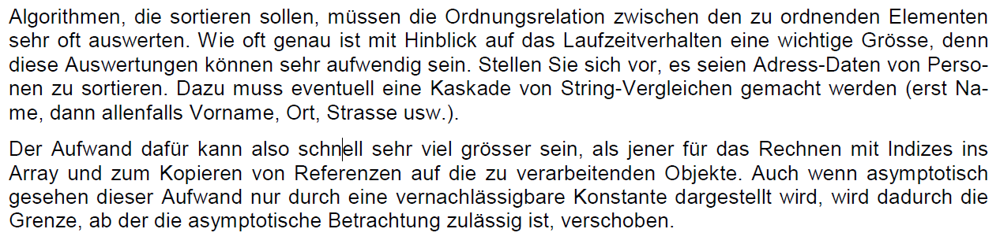 Algorithmen, die sortieren sollen, müssen die Ordnungsrelation zwischen den zu ordnenden Elementen
sehr oft auswerten. Wie oft genau ist mit Hinblick auf das Laufzeitverhalten eine wichtige Grösse, denn
diese Auswertungen können sehr aufwendig sein. Stellen Sie sich vor, es seien Adress-Daten von Perso-
nen zu sortieren. Dazu muss eventuell eine Kaskade von String-Vergleichen gemacht werden (erst Na-
me, dann allenfalls Vorname, Ort, Strasse usw.).
Der Aufwand dafür kann also schnell sehr viel grösser sein, als jener für das Rechnen mit Indizes ins
Array und zum Kopieren von Referenzen auf die zu verarbeitenden Objekte. Auch wenn asymptotisch
gesehen dieser Aufwand nur durch eine vernachlässigbare Konstante dargestellt wird, wird dadurch die
Grenze, ab der die asymptotische Betrachtung zulässig ist, verschoben.